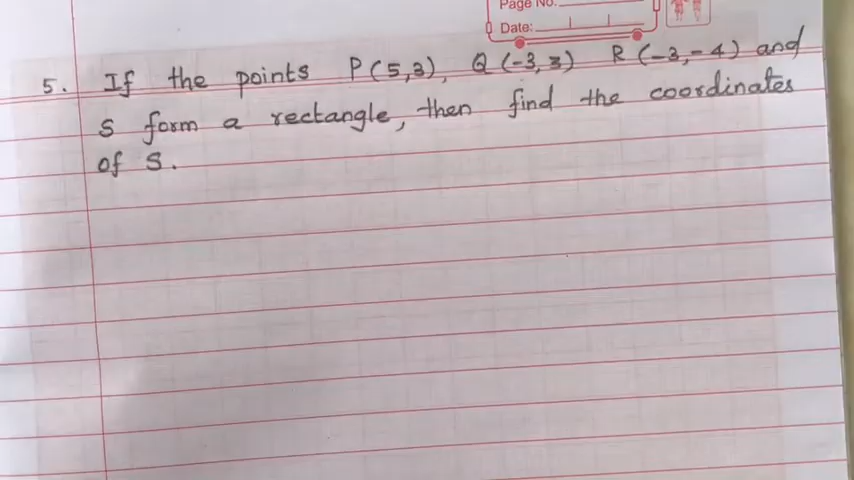 Page No.
Date:
5. If the points P(5,3), Q(-3,3) R(-3,-4) and
S form a rectangle, then find the coordinates
of S.